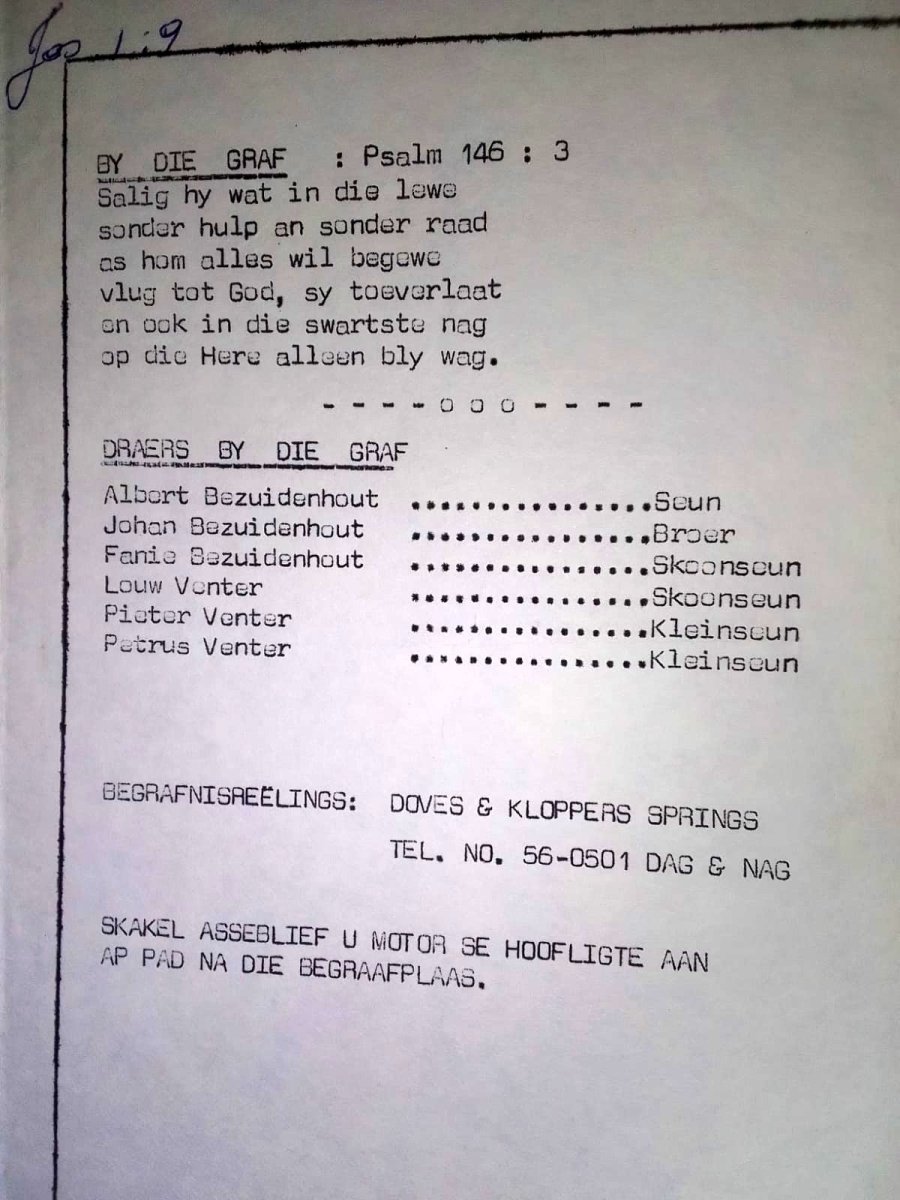 Jos 1:9
BY DIE GRAF : Psalm 146 : 3
Salig hy wat in die lewe
sonder hulp an sonder raad
as hom alles wil begewe
vlug tot God, sy toeverlaat
en ook in die swartste nag
op die Here alleen bly wag.
- - - - o o o - - - -
DRAERS BY DIE GRAF
Albert Bezuidenhout ................Seun
Johan Bezuidenhout ................Broer
Fanie Bezuidenhout ................Skoonseun
Louw Venter ................Skoonseun
Pieter Venter ................Kleinseun
Petrus Venter ................Kleinseun
BEGRAFNISREËLINGS: DOVES & KLOPPERS SPRINGS
TEL. NO. 56-0501 DAG & NAG
SKAKEL ASSEBLIEF U MOTOR SE HOOFLIGTE AAN
AP PAD NA DIE BEGRAAFPLAAS.